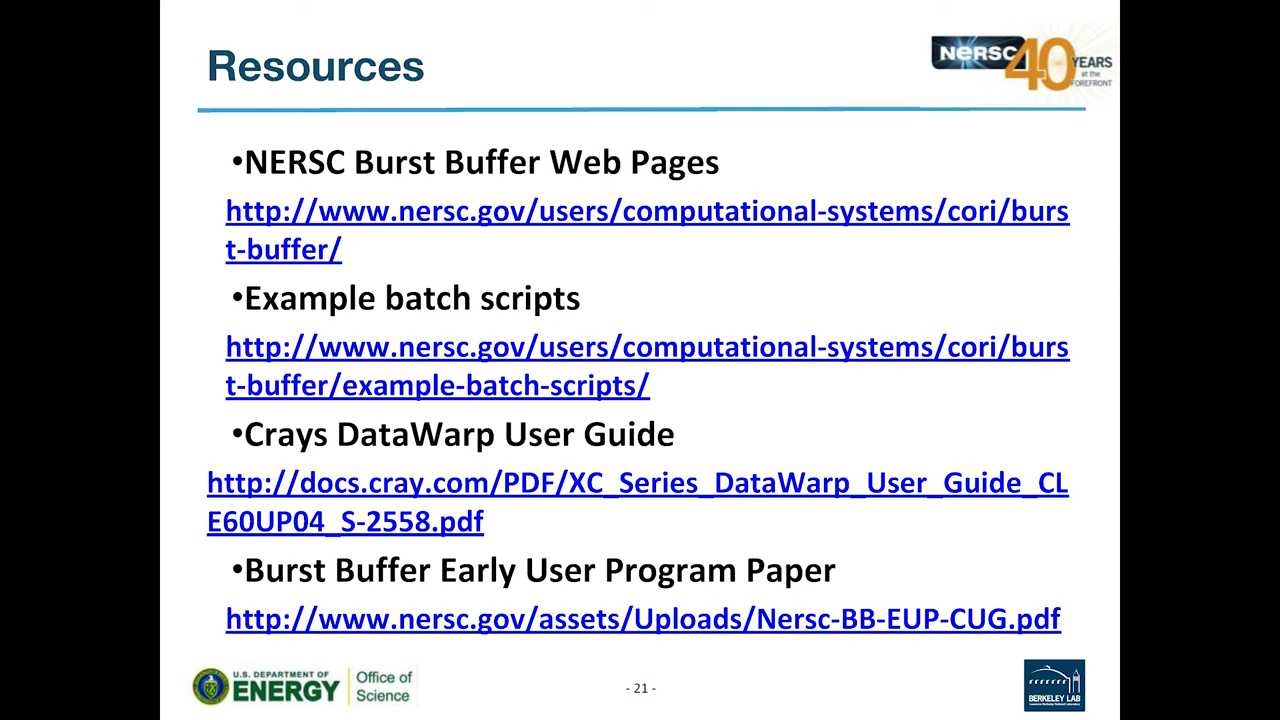 Resources
NERSC 40 YEARS
at the
FOREFRONT
•NERSC Burst Buffer Web Pages
http://www.nersc.gov/users/computational-systems/cori/burs
t-buffer/
•Example batch scripts
http://www.nersc.gov/users/computational-systems/cori/burs
t-buffer/example-batch-scripts/
•Crays DataWarp User Guide
http://docs.cray.com/PDF/XC_Series_DataWarp_User_Guide_CL
E60UP04_S-2558.pdf
•Burst Buffer Early User Program Paper
http://www.nersc.gov/assets/Uploads/Nersc-BB-EUP-CUG.pdf
U.S. DEPARTMENT OF
ENERGY
Office of
Science
- 21 -
BERKELEY LAB
Lawrence Berkeley National Laboratory